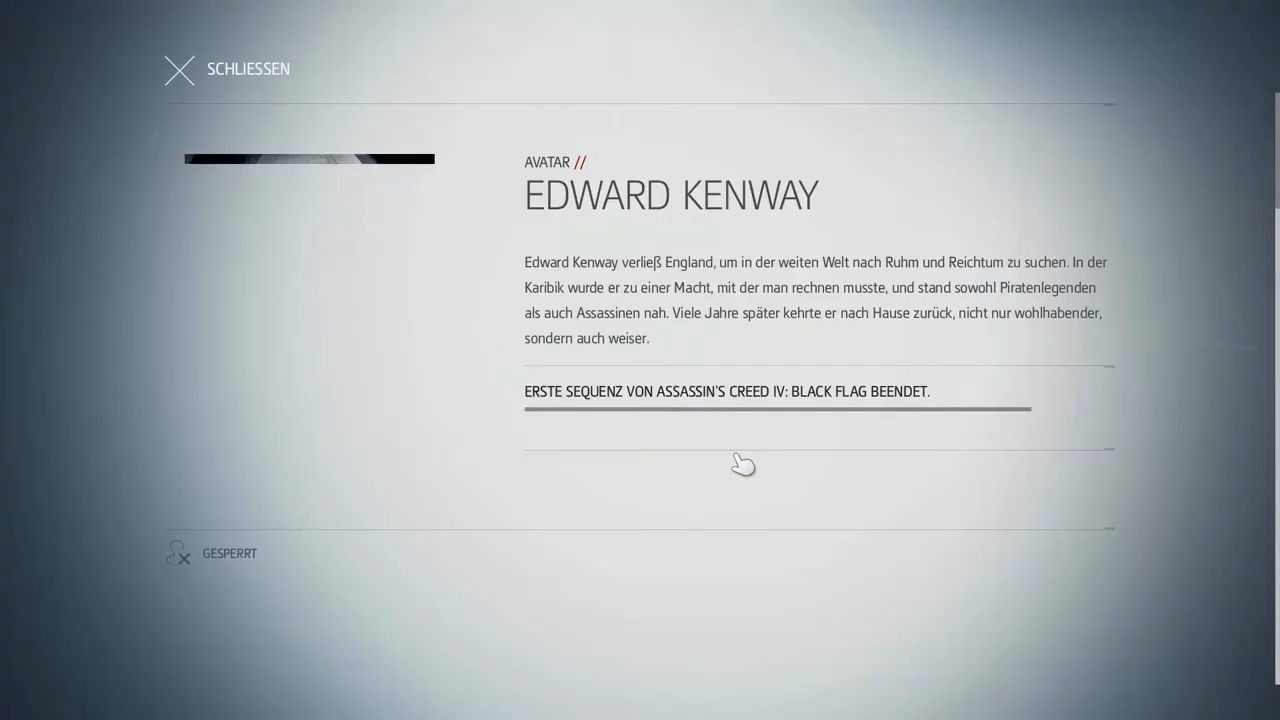 SCHLIESSEN
AVATAR //
EDWARD KENWAY
Edward Kenway verließ England, um in der weiten Welt nach Ruhm und Reichtum zu suchen. In der
Karibik wurde er zu einer Macht, mit der man rechnen musste, und stand sowohl Piratenlegenden
als auch Assassinen nah. Viele Jahre später kehrte er nach Hause zurück, nicht nur wohlhabender,
sondern auch weiser.
ERSTE SEQUENZ VON ASSASSIN'S CREED IV: BLACK FLAG BEENDET.
GESPERRT